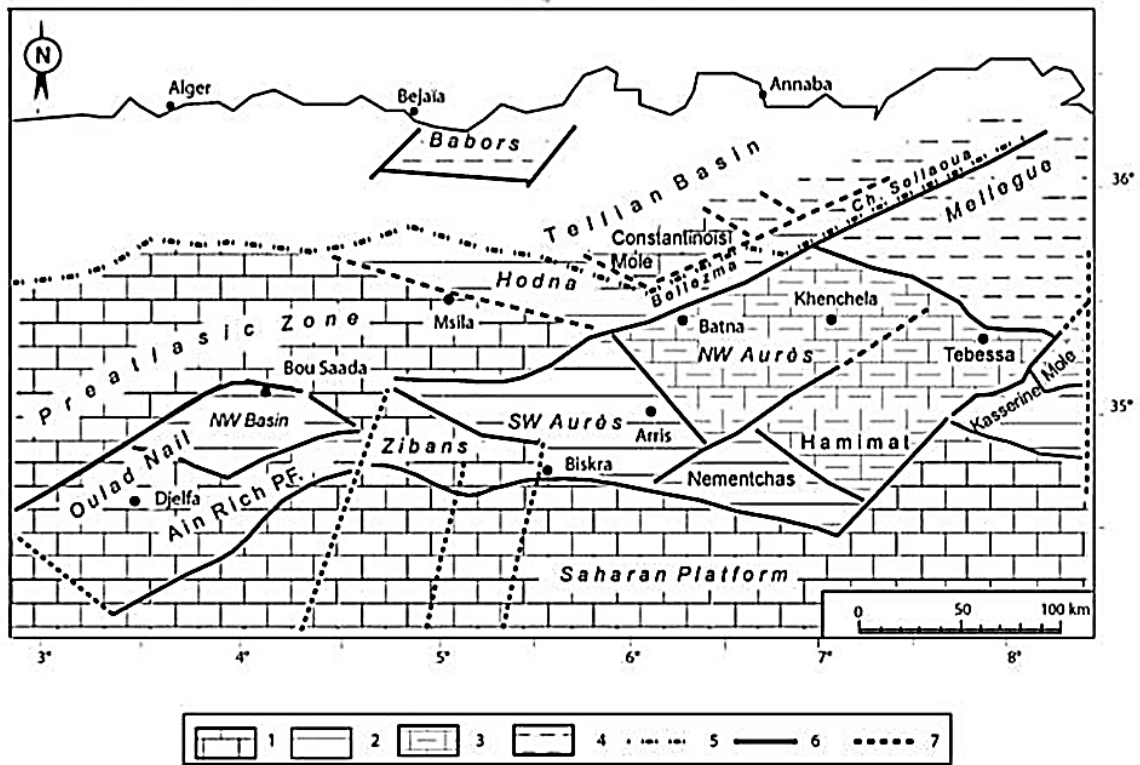 N
Alger
Bejaïa
Annaba
Babors
Tellian Basin
Ch. Sellaoua
Mellegue
36°
Constantinois
Mole
Bellezma
Hodna
Msila
Batna
Khenchela
NW Aurès
Tebessa
Preatlasic Zone
Bou Saada
NW Basin
Oulad Nail
Djelfa
Ain Rich P.F.
Zibans
SW Aurès
Arris
Biskra
Nementchas
Hamimat
Kasserine Mole
35°
Saharan Platform
0 50 100 km
3° 4° 5° 6° 7° 8°
1 2 3 4 5 6 7